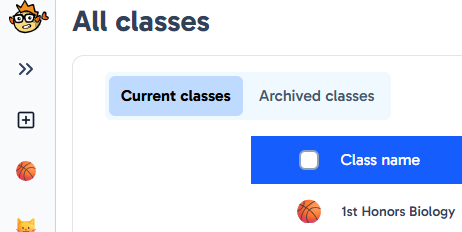 All classes
Current classes Archived classes
Class name
1st Honors Biology